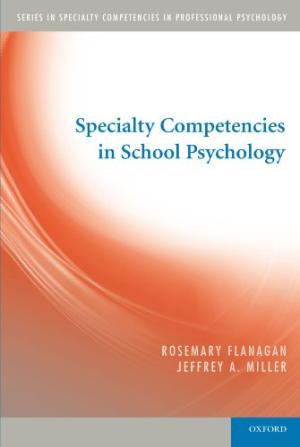 SERIES IN SPECIALTY COMPETENCIES IN PROFESSIONAL PSYCHOLOGY
Specialty Competencies
in School Psychology
ROSEMARY FLANAGAN
JEFFREY A. MILLER
OXFORD